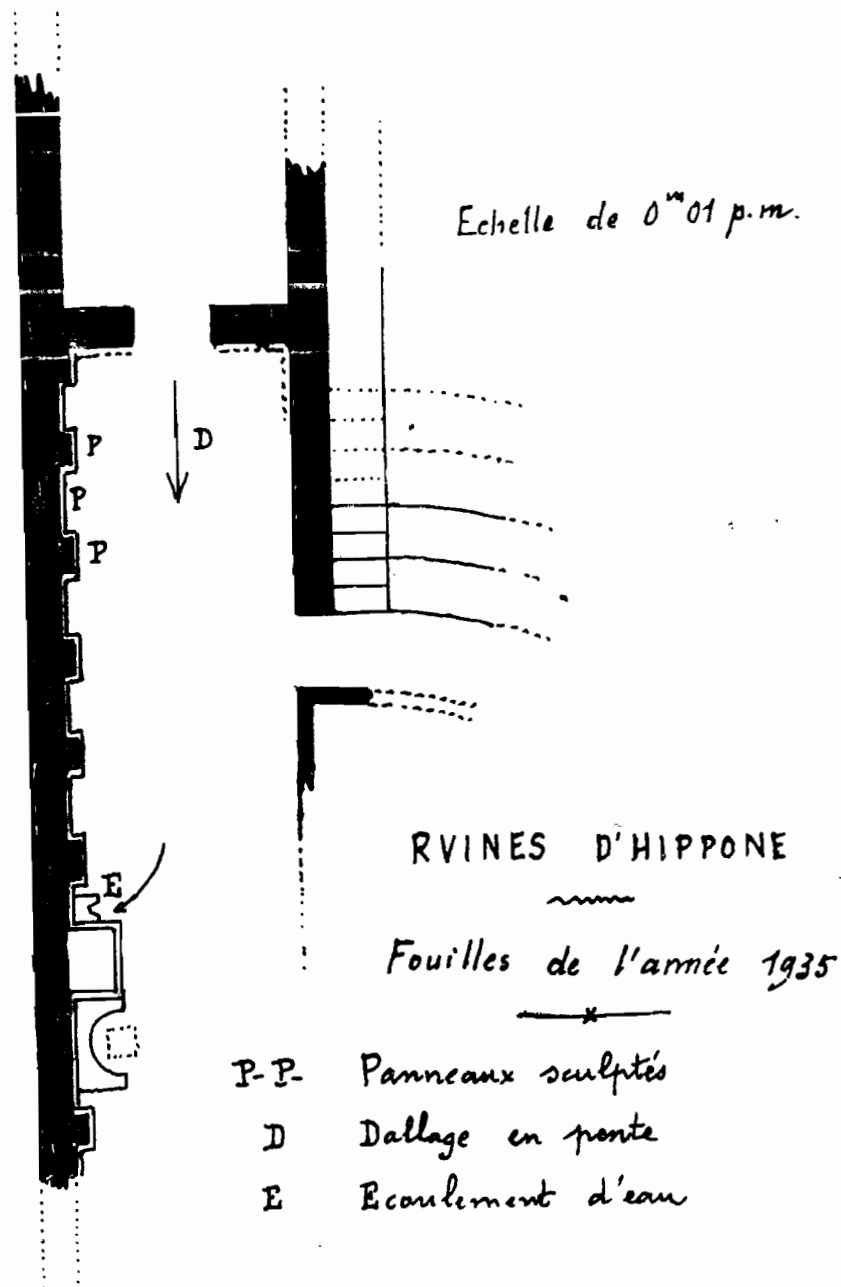 Echelle de 0ᵐ01 p.m.
P
D
P
P
E
RVINES D'HIPPONE
Fouilles de l'année 1935
P-P- Panneaux sculptés
D Dallage en pente
E Ecoulement d'eau